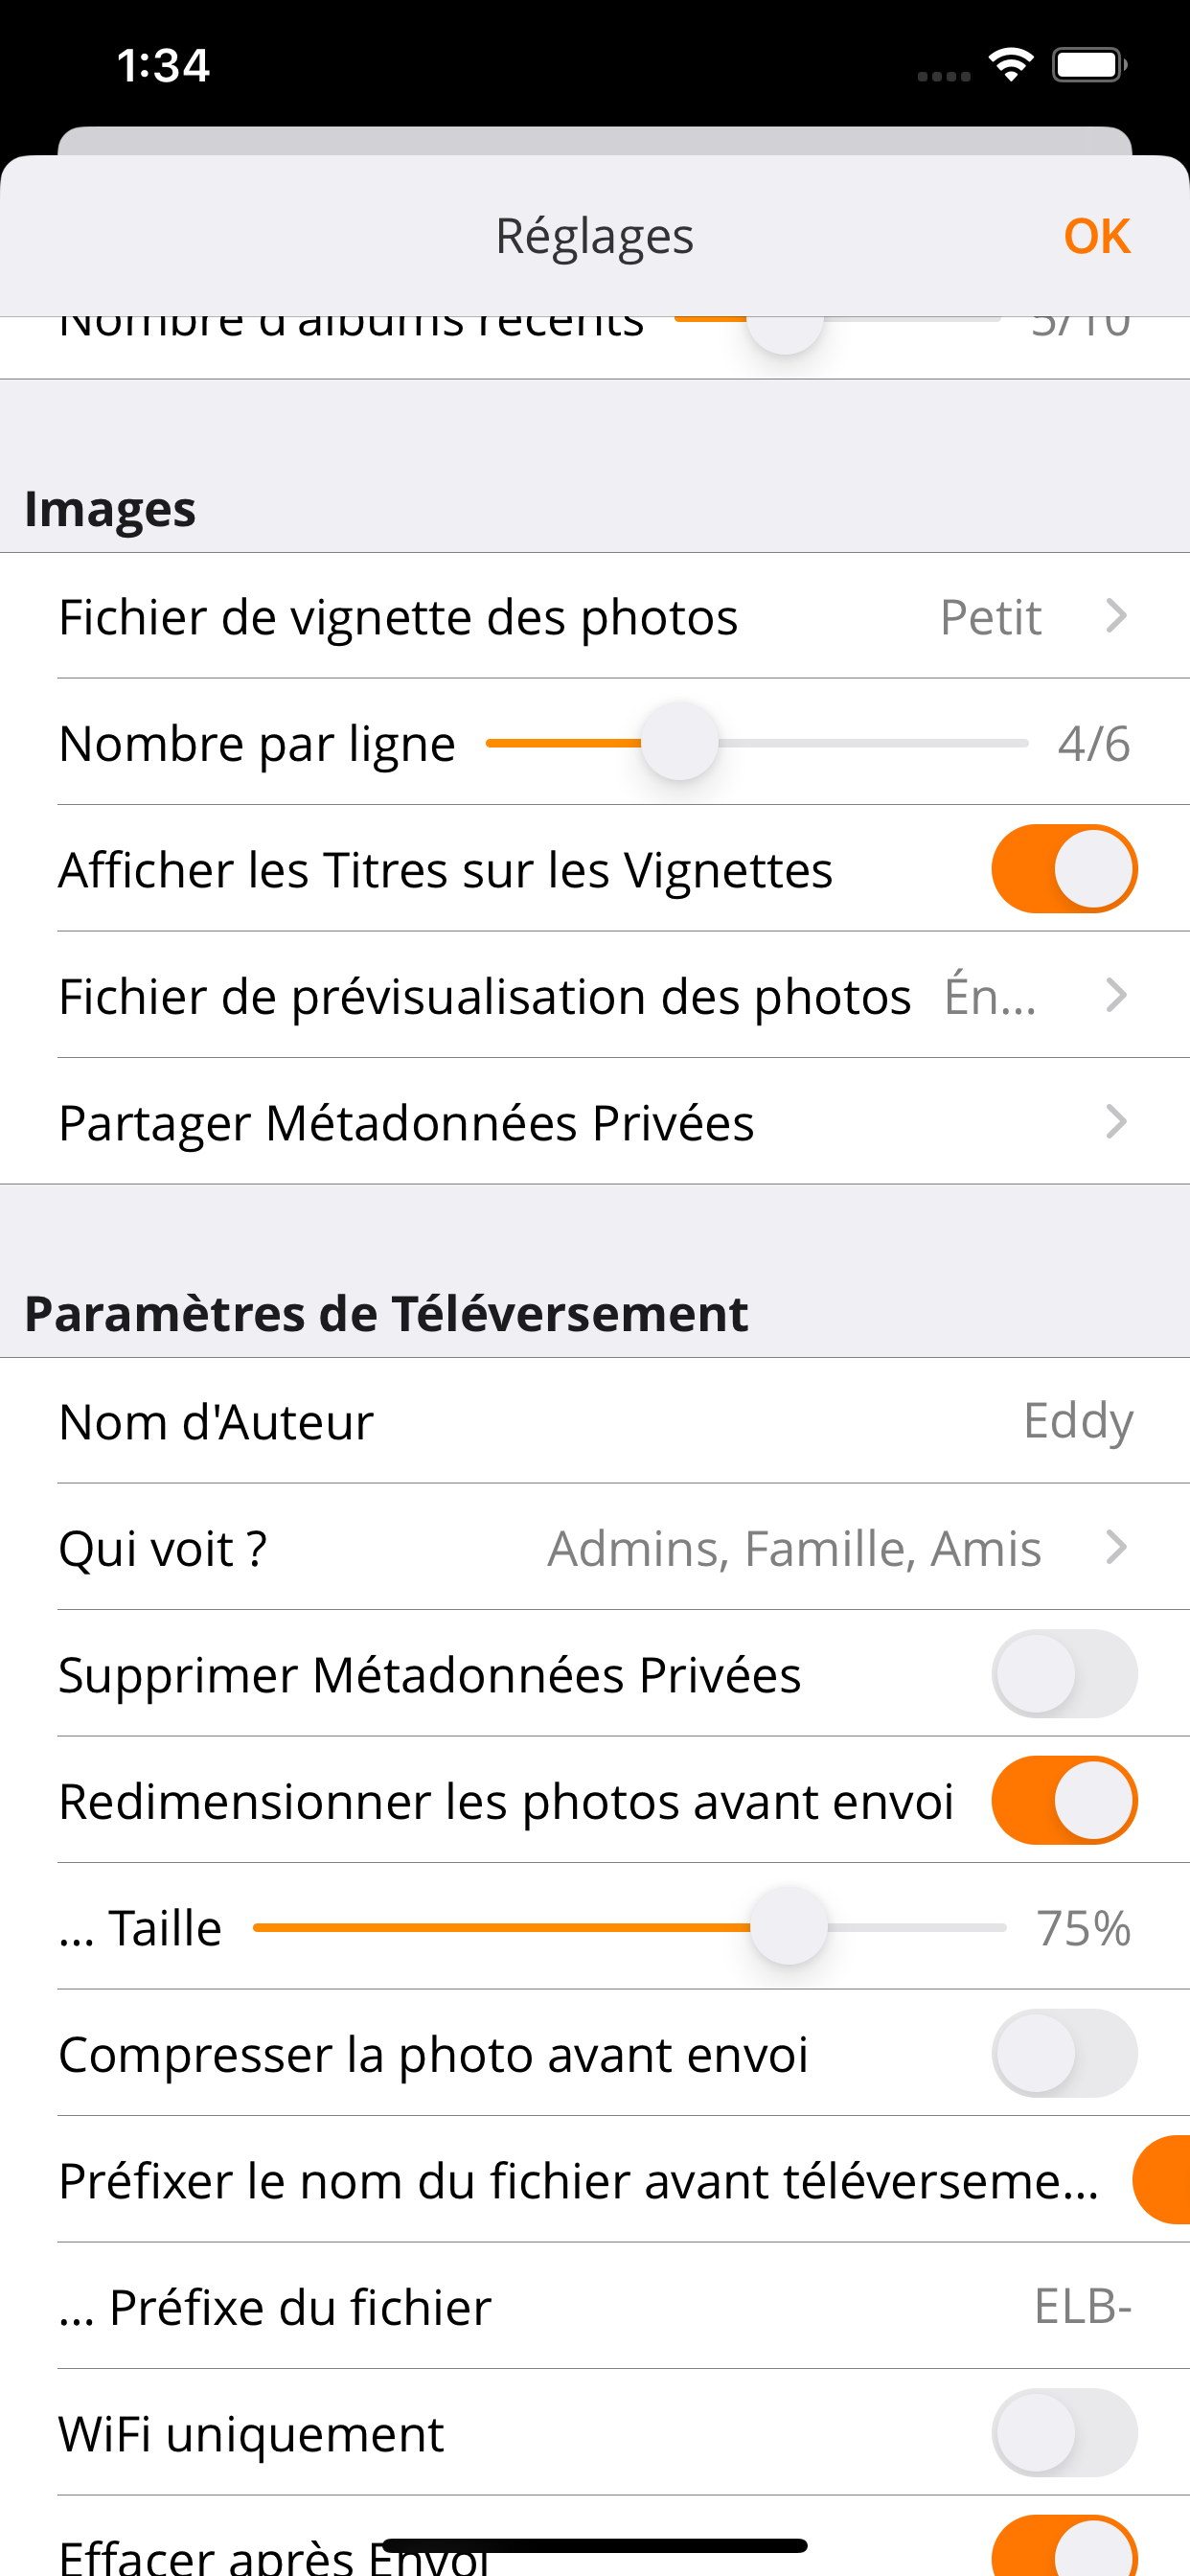 1:34
Réglages OK
Nombre d'albums récents 5/10
Images
Fichier de vignette des photos Petit
Nombre par ligne 4/6
Afficher les Titres sur les Vignettes
Fichier de prévisualisation des photos Én...
Partager Métadonnées Privées
Paramètres de Téléversement
Nom d'Auteur Eddy
Qui voit ? Admins, Famille, Amis
Supprimer Métadonnées Privées
Redimensionner les photos avant envoi
... Taille 75%
Compresser la photo avant envoi
Préfixer le nom du fichier avant téléverseme...
... Préfixe du fichier ELB-
WiFi uniquement
Effacer après Envoi